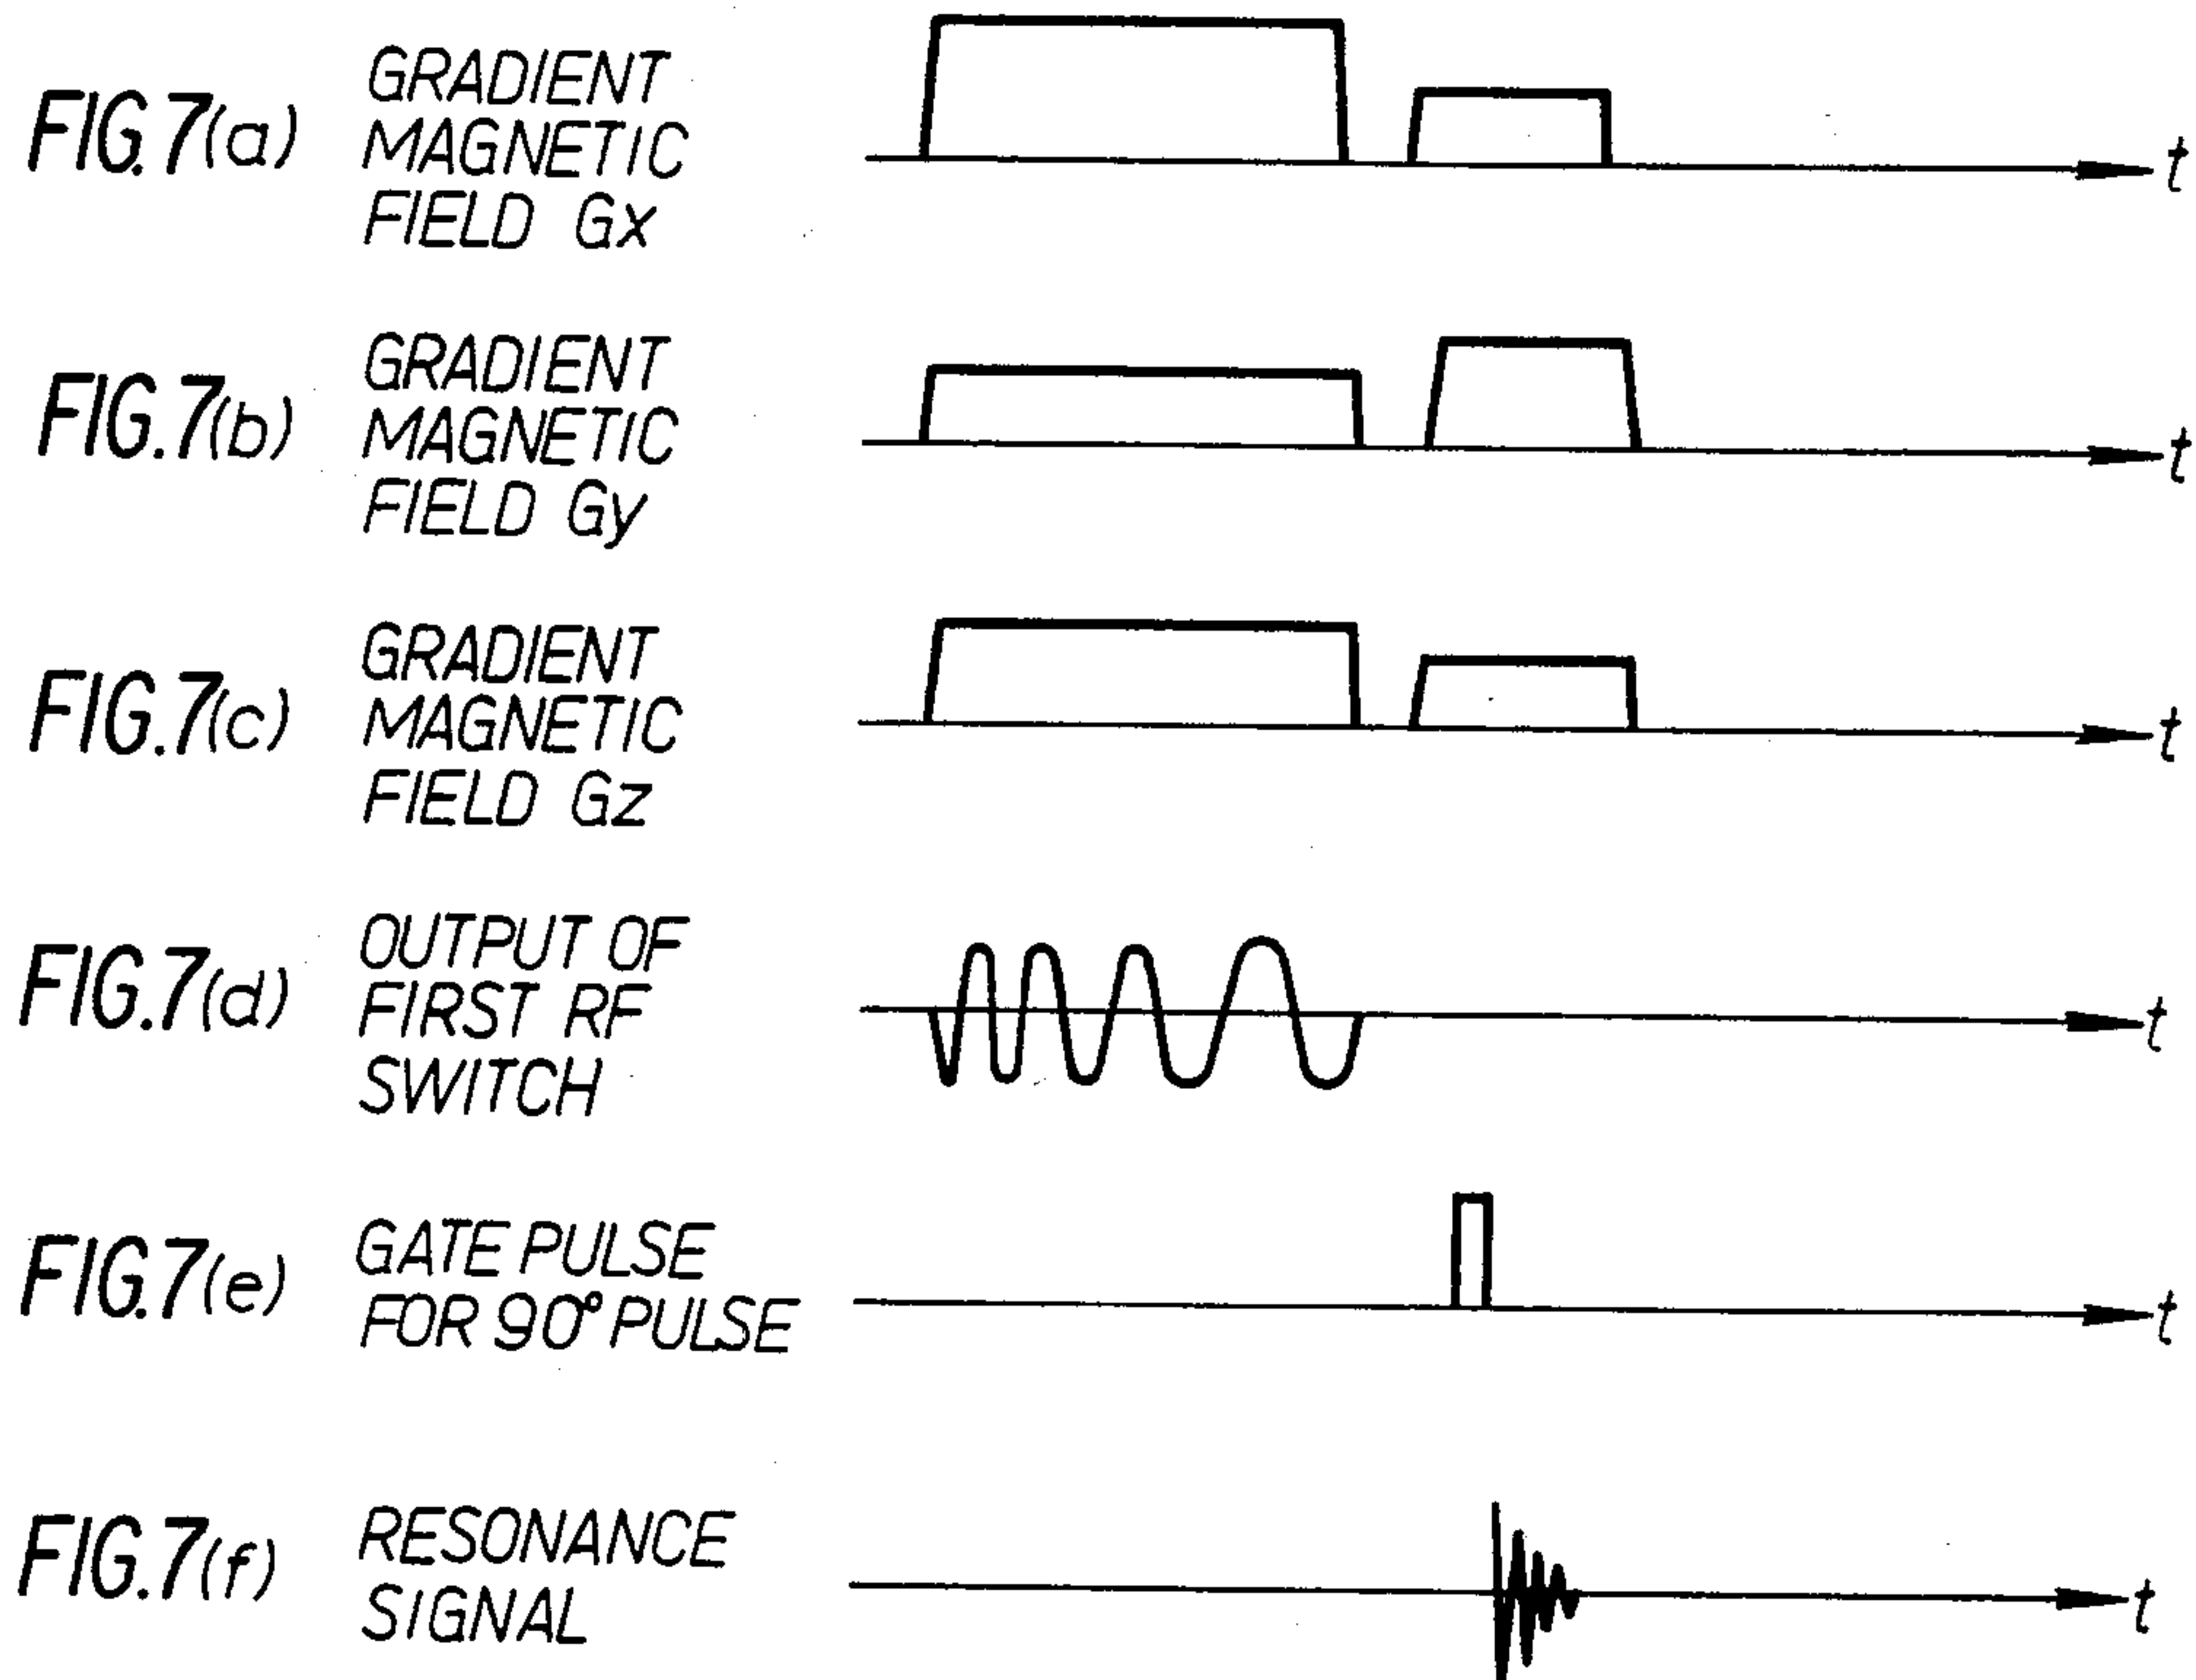 FIG.7(a)
GRADIENT
MAGNETIC
FIELD Gx
t
FIG.7(b)
GRADIENT
MAGNETIC
FIELD Gy
t
FIG.7(c)
GRADIENT
MAGNETIC
FIELD Gz
t
FIG.7(d)
OUTPUT OF
FIRST RF
SWITCH
t
FIG.7(e)
GATE PULSE
FOR 90° PULSE
t
FIG.7(f)
RESONANCE
SIGNAL
t